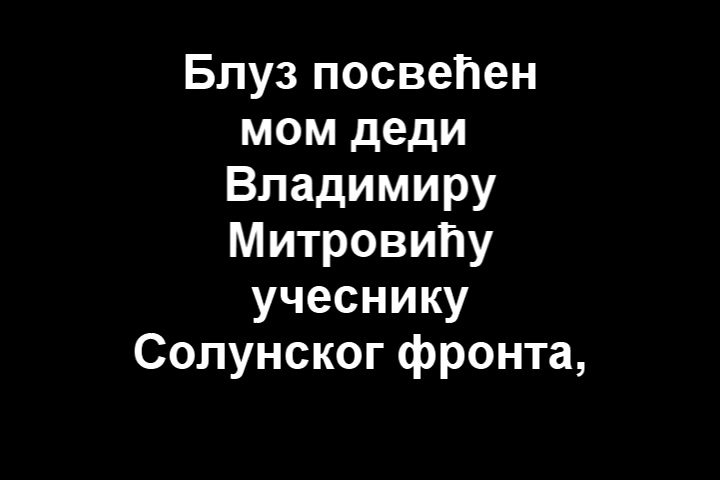 Блуз посвећен
мом деди
Владимиру
Митровићу
учеснику
Солунског фронта,